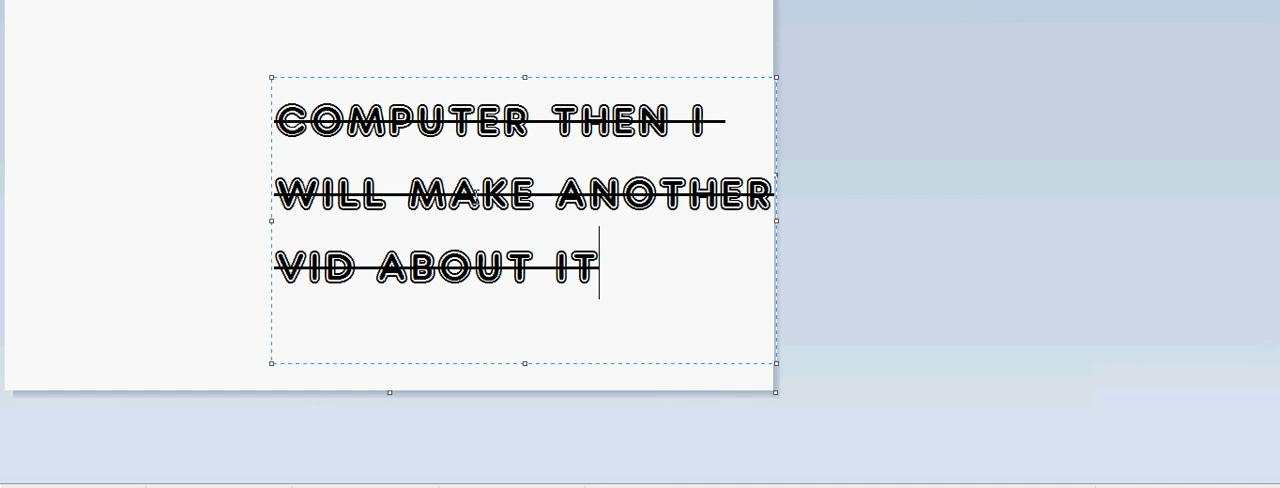 COMPUTER THEN I
WILL MAKE ANOTHER
VID ABOUT IT